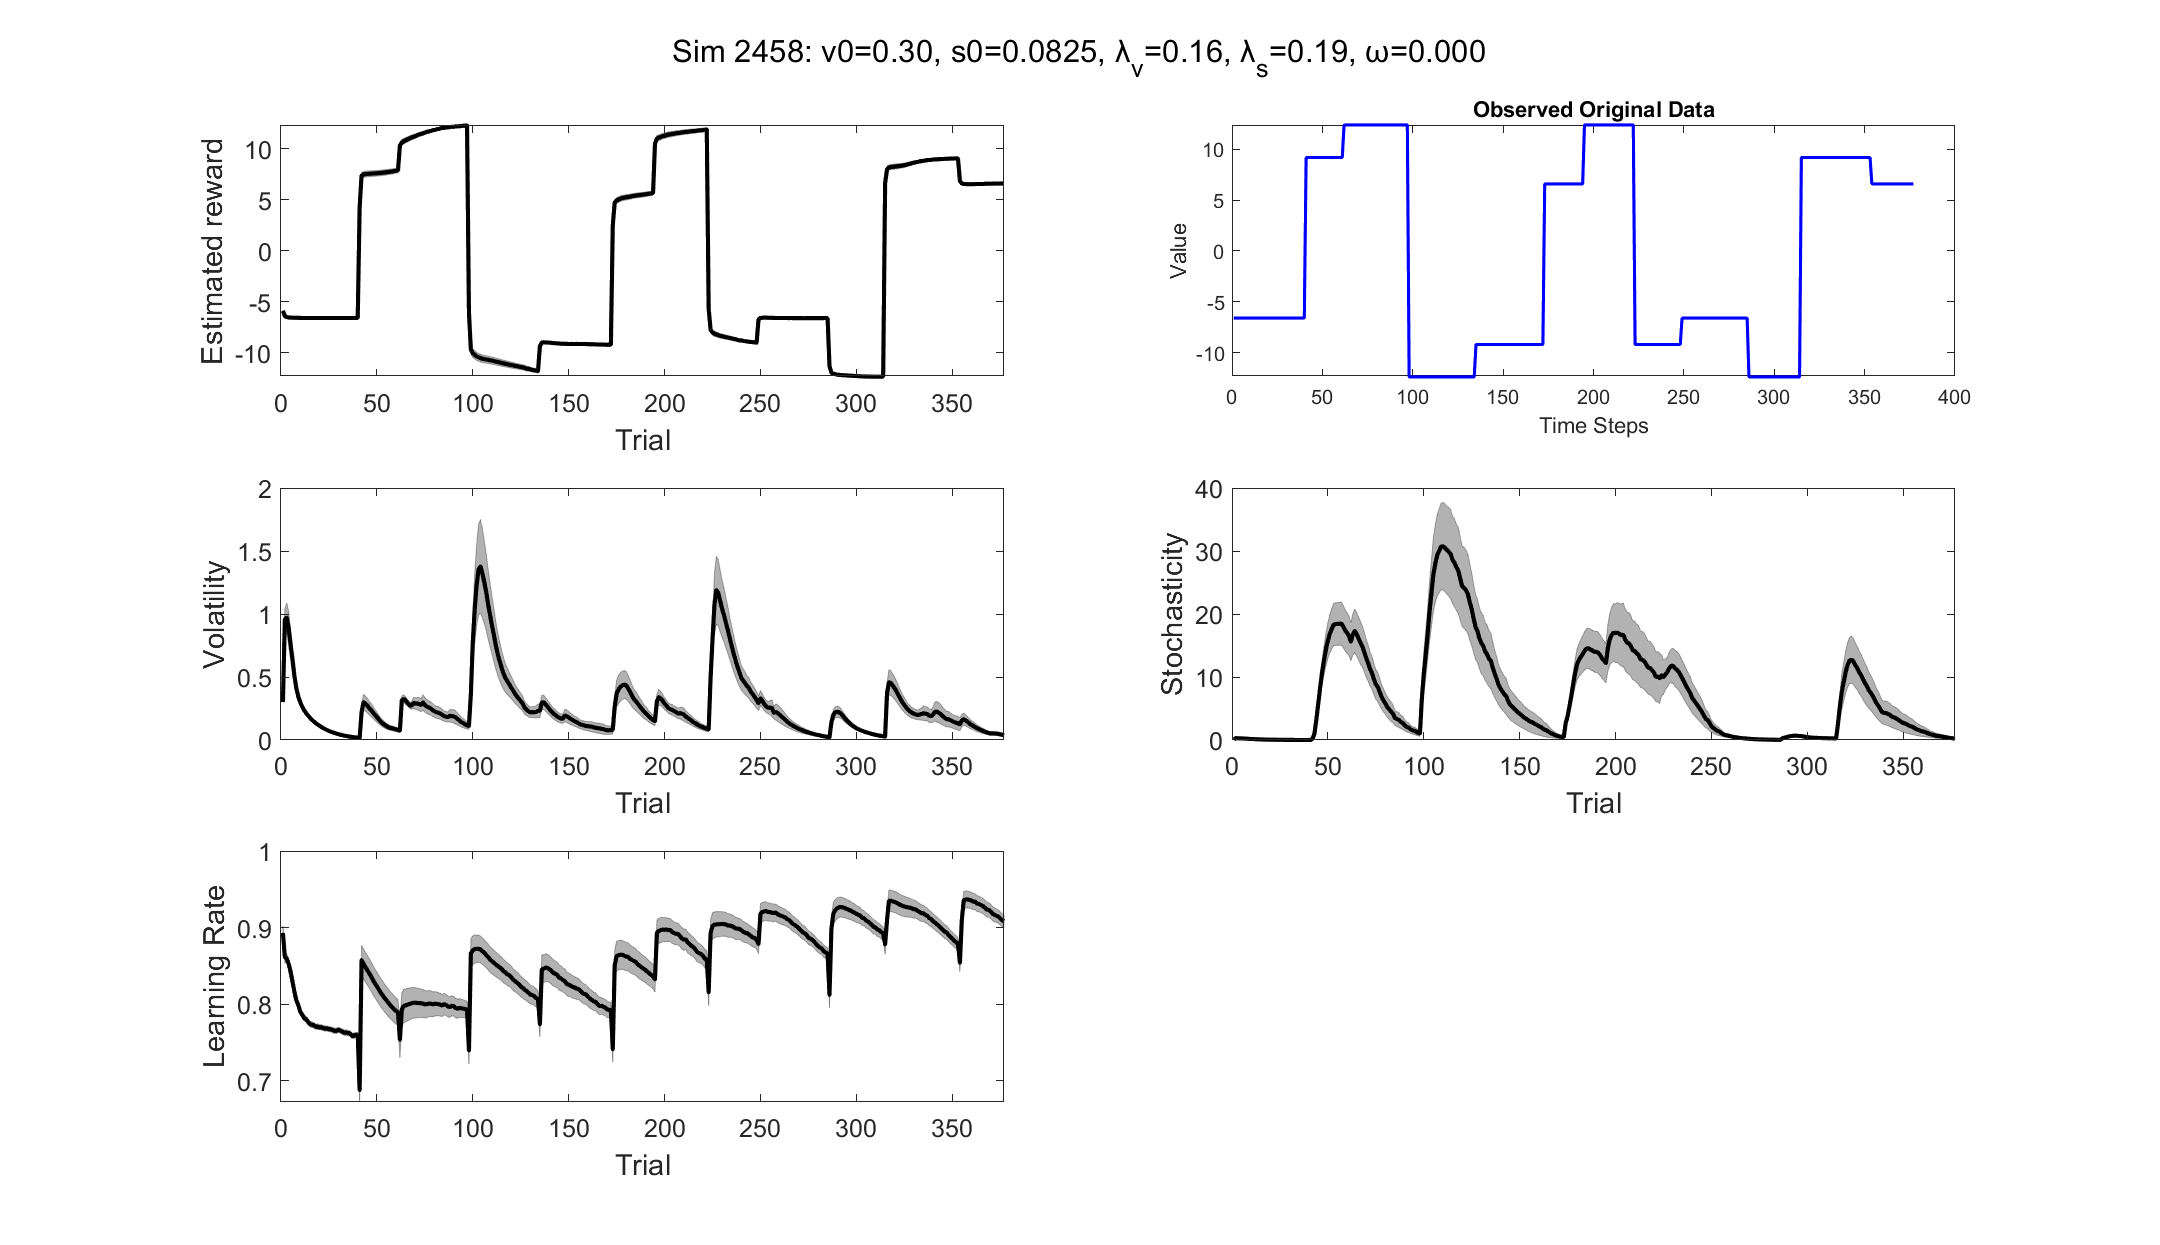 Sim 2458: v0=0.30, s0=0.0825, λv=0.16, λs=0.19, ω=0.000
Estimated reward
10
5
0
-5
-10
0 50 100 150 200 250 300 350
Trial
Observed Original Data
Value
10
5
0
-5
-10
0 50 100 150 200 250 300 350 400
Time Steps
Volatility
2
1.5
1
0.5
0
0 50 100 150 200 250 300 350
Trial
Stochasticity
40
30
20
10
0
0 50 100 150 200 250 300 350
Trial
Learning Rate
1
0.9
0.8
0.7
0 50 100 150 200 250 300 350
Trial